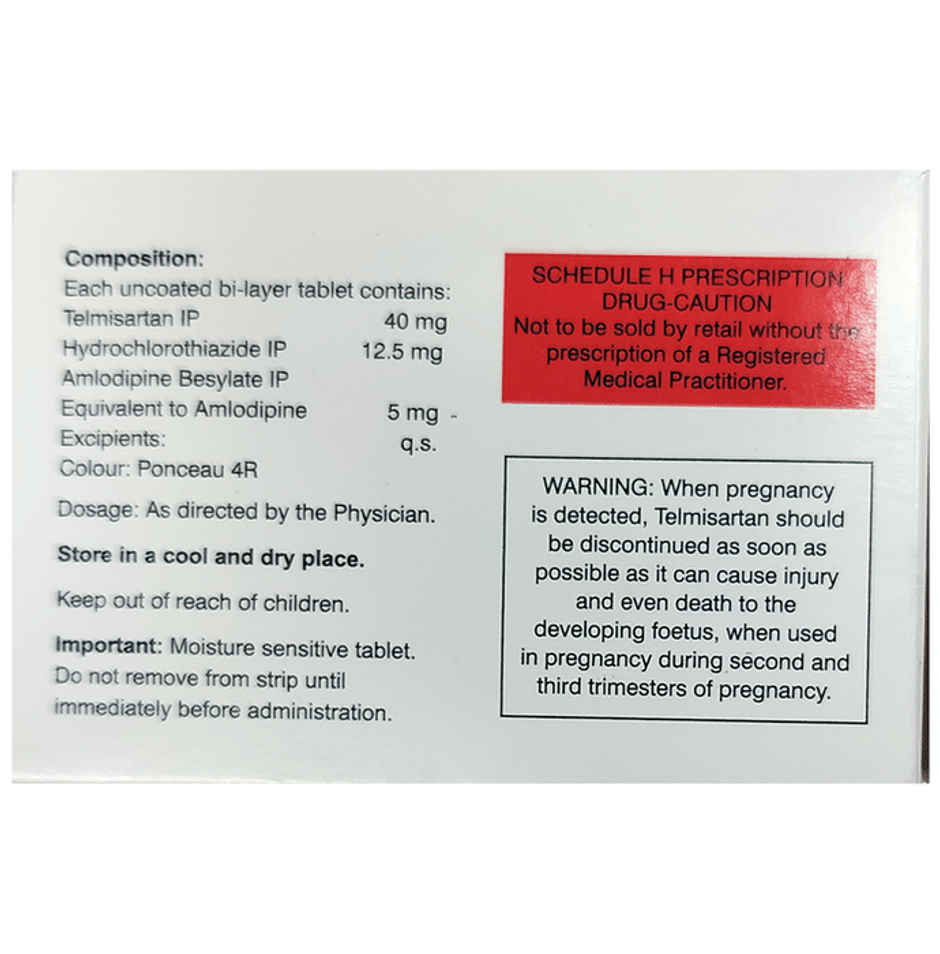 Composition:
Each uncoated bi-layer tablet contains:
Telmisartan IP 40 mg
Hydrochlorothiazide IP 12.5 mg
Amlodipine Besylate IP
Equivalent to Amlodipine 5 mg -
Excipients: q.s.
Colour: Ponceau 4R
Dosage: As directed by the Physician.
Store in a cool and dry place.
Keep out of reach of children.
Important: Moisture sensitive tablet.
Do not remove from strip until
immediately before administration.
SCHEDULE H PRESCRIPTION
DRUG-CAUTION
Not to be sold by retail without the
prescription of a Registered
Medical Practitioner.
WARNING: When pregnancy
is detected, Telmisartan should
be discontinued as soon as
possible as it can cause injury
and even death to the
developing foetus, when used
in pregnancy during second and
third trimesters of pregnancy.